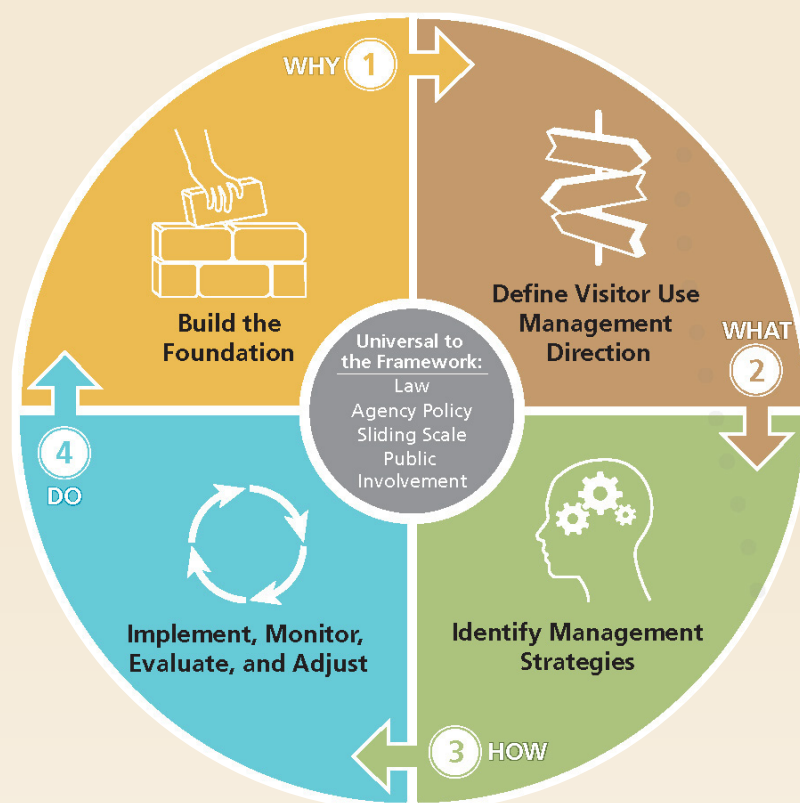 WHY 1
Build the
Foundation
Define Visitor Use
Management
Direction
WHAT
2
Universal to
the Framework:
Law
Agency Policy
Sliding Scale
Public
Involvement
Identify Management
Strategies
3 HOW
Implement, Monitor,
Evaluate, and Adjust
4
DO